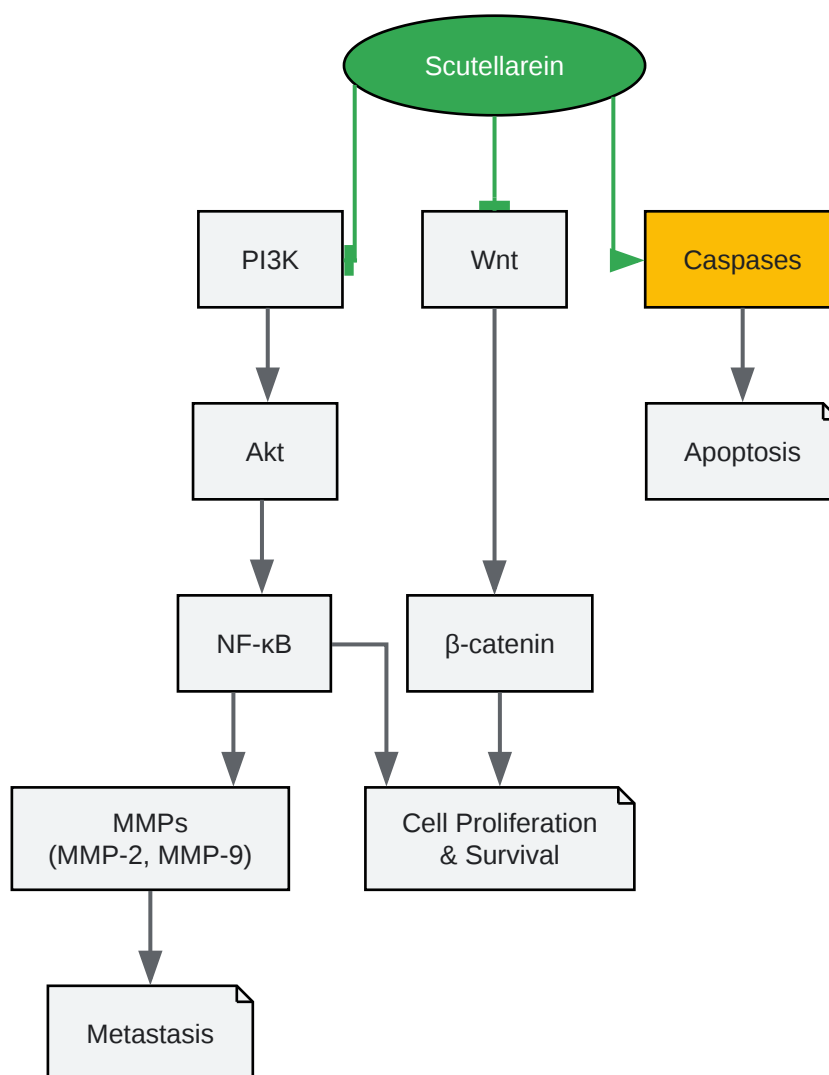 Scutellarein
PI3K
Wnt
Caspases
Akt
Apoptosis
NF-κB
β-catenin
MMPs
(MMP-2, MMP-9)
Cell Proliferation
& Survival
Metastasis